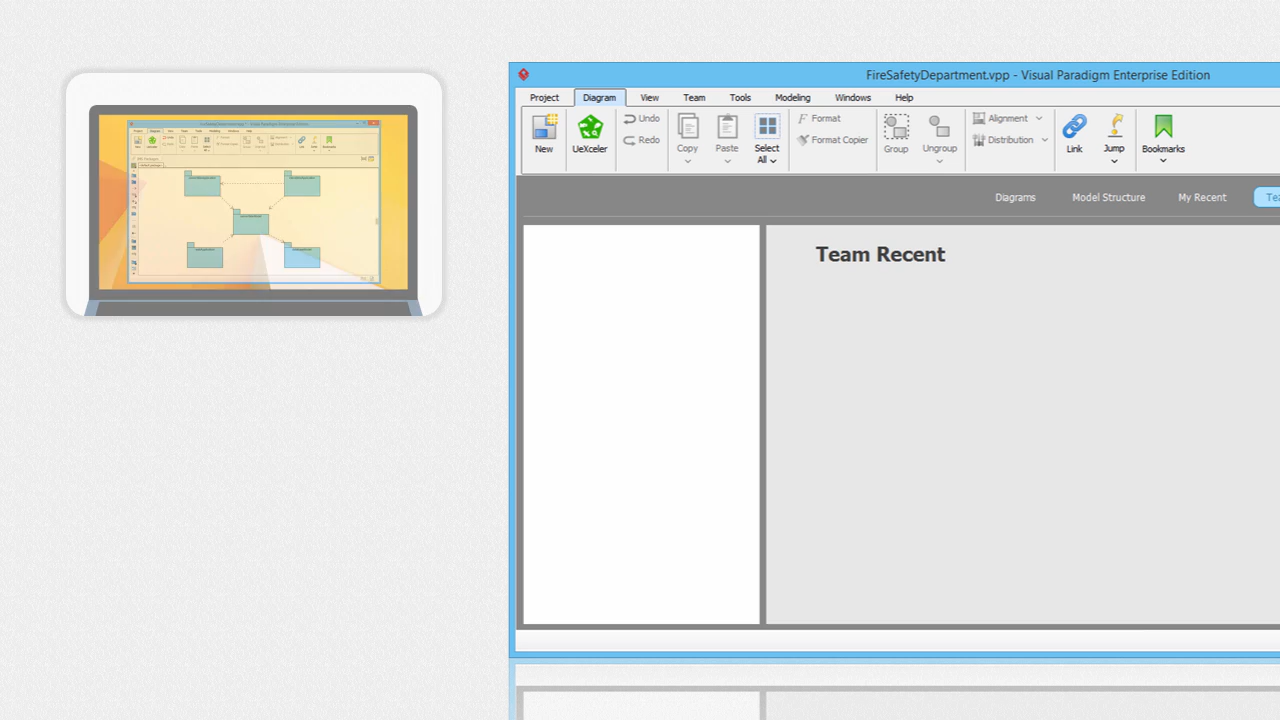 FireSafetyDepartment.vpp - Visual Paradigm Enterprise Edition
Project Diagram View Team Tools Modeling Windows Help
New UeXceler Undo Redo Copy Paste Select All Format Format Copier Group Ungroup Alignment Distribution Link Jump Bookmarks
Diagrams Model Structure My Recent
Team Recent